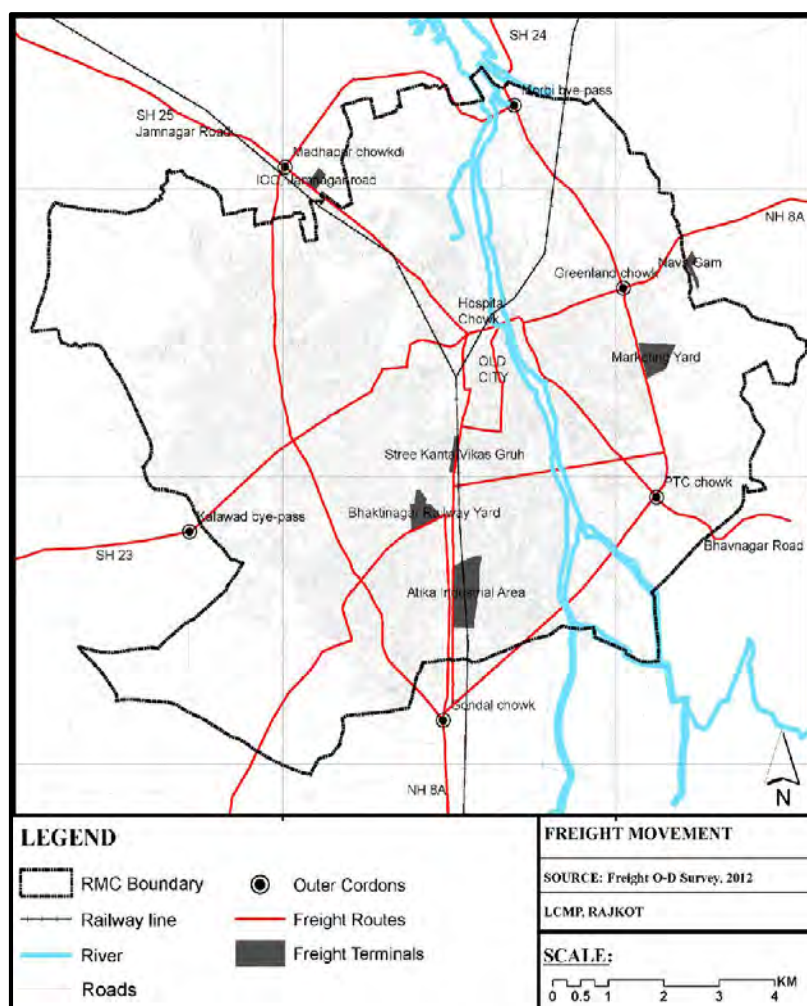 SH 24
Morbi bye-pass
SH 25
Jamnagar Road
Madhapar chowkdi
IOC, Jamnagar road
NH 8A
Nava Gam
Greenland chowk
Hospital
Chowk
Marketing Yard
OLD
CITY
Stree Kanta Vikas Gruh
PTC chowk
Bhaktinagar Railway Yard
Kalawad bye-pass
Bhavnagar Road
SH 23
Atika Industrial Area
Gondal chowk
NH 8A
N
LEGEND
RMC Boundary
Outer Cordons
Railway line
Freight Routes
River
Freight Terminals
Roads
FREIGHT MOVEMENT
SOURCE: Freight O-D Survey, 2012
LCMP, RAJKOT
SCALE:
KM
0 0.5 1 2 3 4